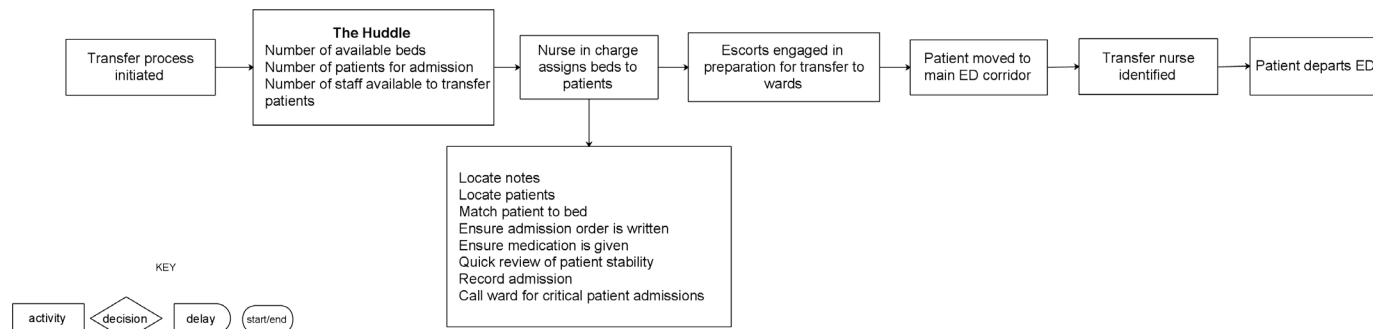 Transfer process
initiated
The Huddle
Number of available beds
Number of patients for admission
Number of staff available to transfer
patients
Nurse in charge
assigns beds to
patients
Escorts engaged in
preparation for transfer to
wards
Patient moved to
main ED corridor
Transfer nurse
identified
Patient departs ED
Locate notes
Locate patients
Match patient to bed
Ensure admission order is written
Ensure medication is given
Quick review of patient stability
Record admission
Call ward for critical patient admissions
KEY
activity
decision
delay
start/end